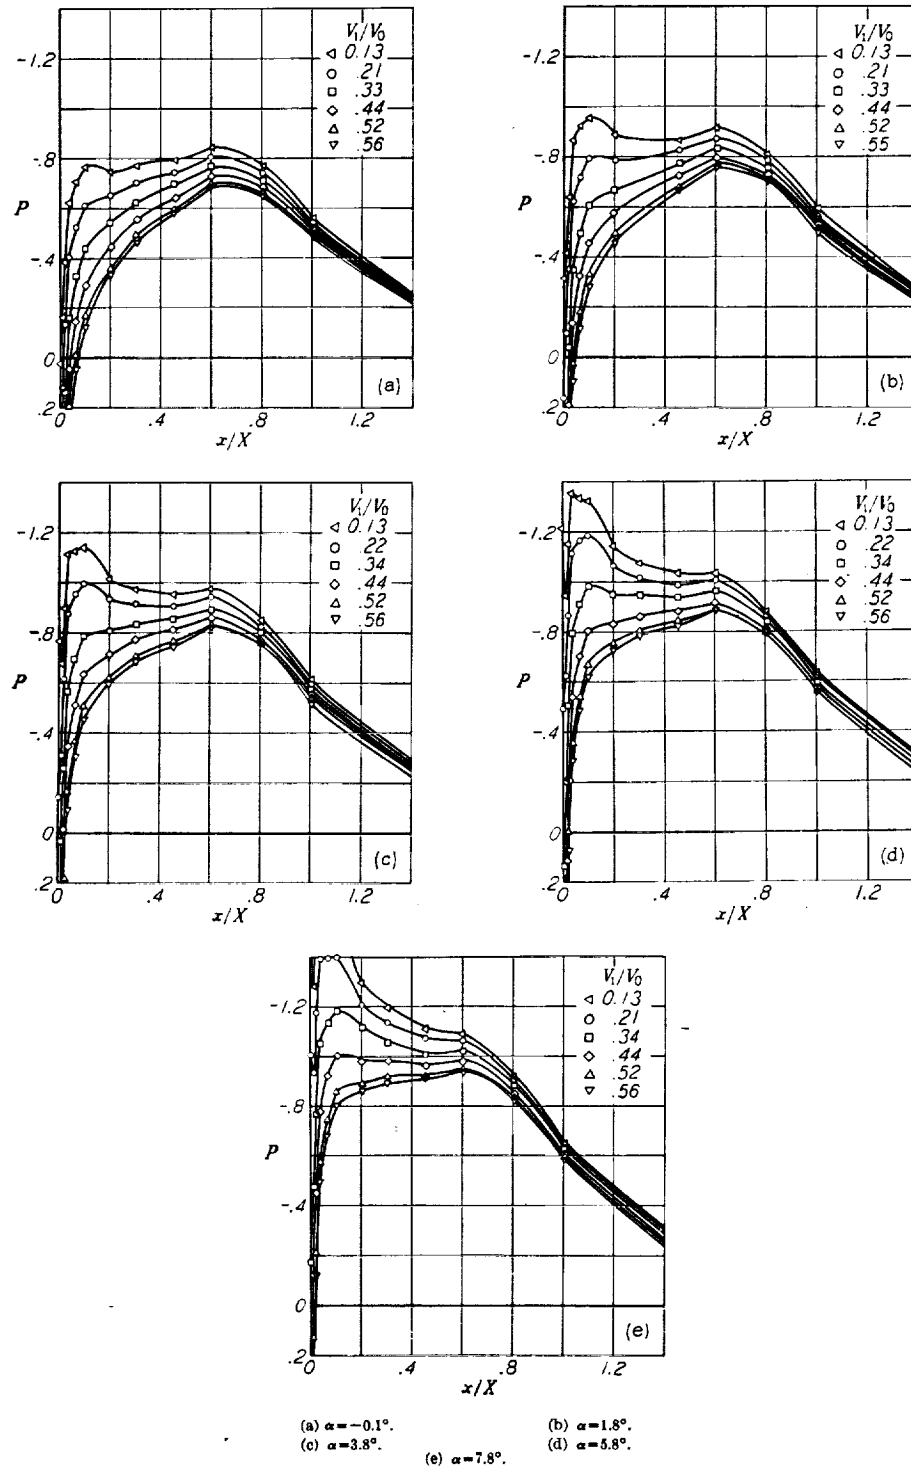 V₁/V₀
0.13
.21
.33
.44
.52
.56
-1.2
-.8
P
-.4
0
.2
0 .4 .8 1.2
x/X
(a)
V₁/V₀
0.13
.21
.33
.44
.52
.55
-1.2
-.8
P
-.4
0
.2
0 .4 .8 1.2
x/X
(b)
V₁/V₀
0.13
.22
.34
.44
.52
.56
-1.2
-.8
P
-.4
0
.2
0 .4 .8 1.2
x/X
(c)
V₁/V₀
0.13
.22
.34
.44
.52
.56
-1.2
-.8
P
-.4
0
.2
0 .4 .8 1.2
x/X
(d)
V₁/V₀
0.13
.21
.34
.44
.52
.56
-1.2
-.8
P
-.4
0
.2
0 .4 .8 1.2
x/X
(e)
(a) α=−0.1°. (b) α=1.8°.
(c) α=3.8°. (d) α=5.8°.
(e) α=7.8°.